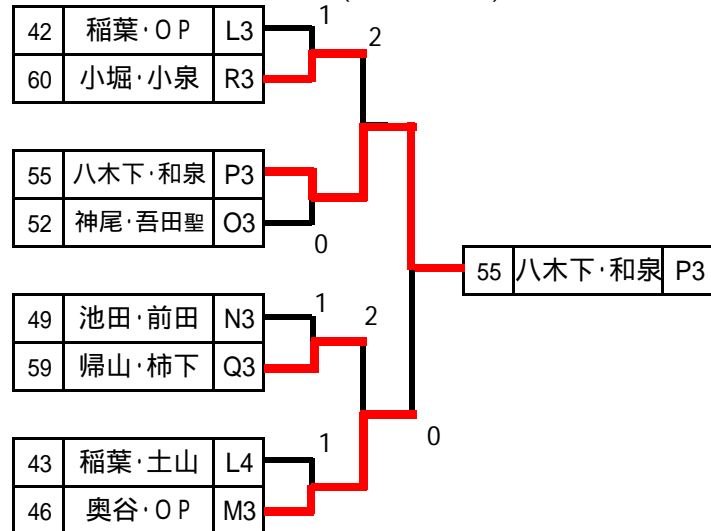 1
42 稲葉・OP L3
2
60 小堀・小泉 R3
55 八木下・和泉 P3
52 神尾・吾田聖 O3
0
55 八木下・和泉 P3
1
49 池田・前田 N3
2
59 帰山・柿下 Q3
1
43 稲葉・土山 L4
0
46 奥谷・OP M3